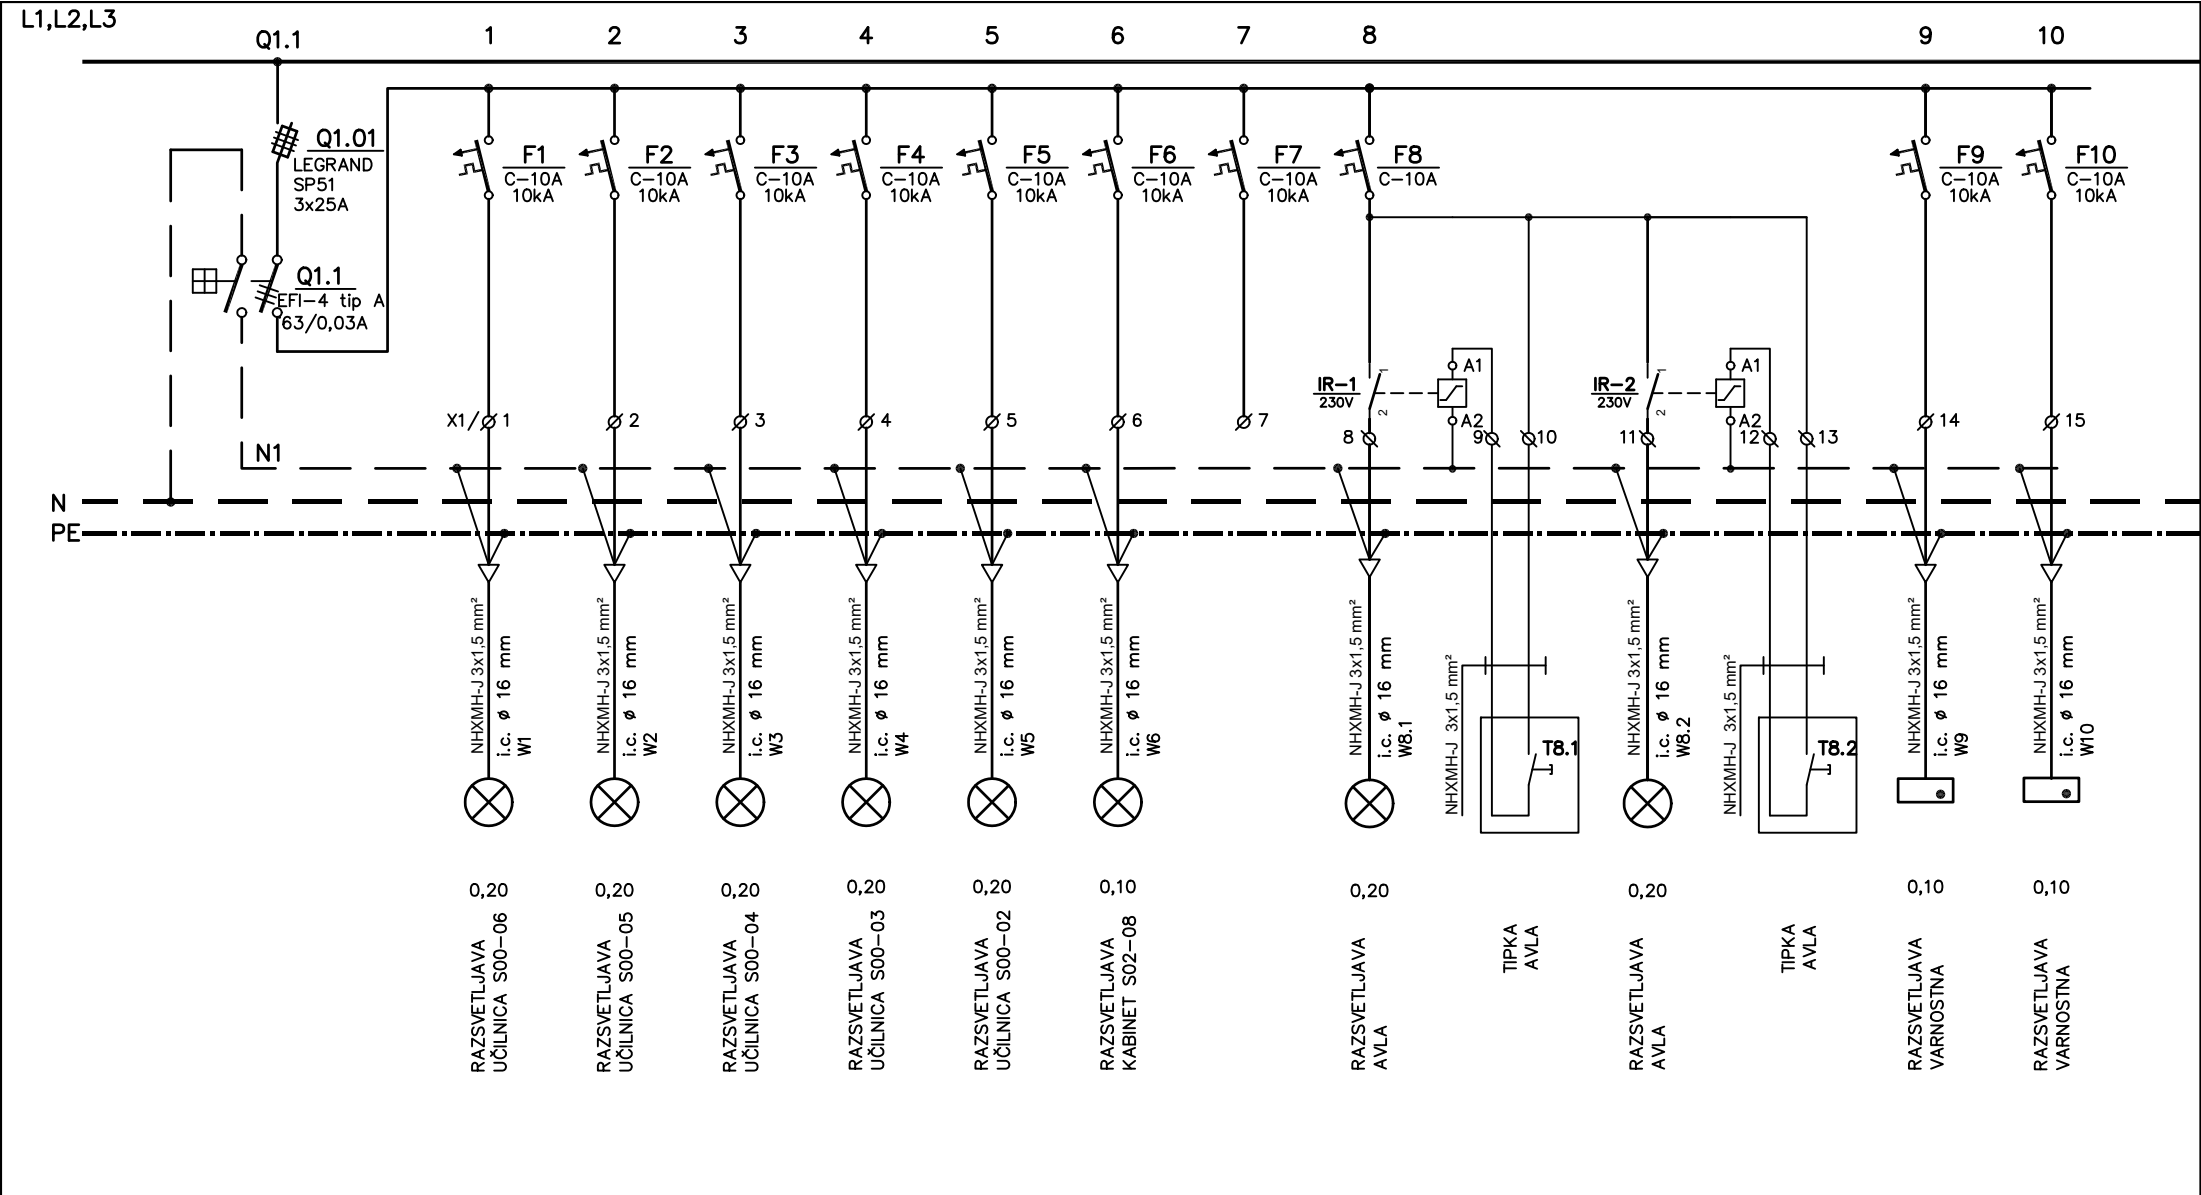 L1,L2,L3
Q1.1
1
2
3
4
5
6
7
8
9
10
Q1.01
LEGRAND
SP51
3x25A
Q1.1
EFI-4 tip A
63/0,03A
F1
C-10A
10kA
F2
C-10A
10kA
F3
C-10A
10kA
F4
C-10A
10kA
F5
C-10A
10kA
F6
C-10A
10kA
F7
C-10A
10kA
F8
C-10A
F9
C-10A
10kA
F10
C-10A
10kA
IR-1
230V
1
2
A1
A2
IR-2
230V
1
2
A1
A2
X1/ 1
2
3
4
5
6
7
8
9
10
11
12
13
14
15
N1
N
PE
NHXMH-J 3x1,5 mm²
i.c. ø 16 mm
W1
NHXMH-J 3x1,5 mm²
i.c. ø 16 mm
W2
NHXMH-J 3x1,5 mm²
i.c. ø 16 mm
W3
NHXMH-J 3x1,5 mm²
i.c. ø 16 mm
W4
NHXMH-J 3x1,5 mm²
i.c. ø 16 mm
W5
NHXMH-J 3x1,5 mm²
i.c. ø 16 mm
W6
NHXMH-J 3x1,5 mm²
i.c. ø 16 mm
W8.1
NHXMH-J 3x1,5 mm²
T8.1
NHXMH-J 3x1,5 mm²
i.c. ø 16 mm
W8.2
NHXMH-J 3x1,5 mm²
T8.2
NHXMH-J 3x1,5 mm²
i.c. ø 16 mm
W9
NHXMH-J 3x1,5 mm²
i.c. ø 16 mm
W10
0,20
0,20
0,20
0,20
0,20
0,10
0,20
0,20
0,10
0,10
RAZSVETLJAVA
UČILNICA S00-06
RAZSVETLJAVA
UČILNICA S00-05
RAZSVETLJAVA
UČILNICA S00-04
RAZSVETLJAVA
UČILNICA S00-03
RAZSVETLJAVA
UČILNICA S00-02
RAZSVETLJAVA
KABINET S02-08
RAZSVETLJAVA
AVLA
TIPKA
AVLA
RAZSVETLJAVA
AVLA
TIPKA
AVLA
RAZSVETLJAVA
VARNOSTNA
RAZSVETLJAVA
VARNOSTNA